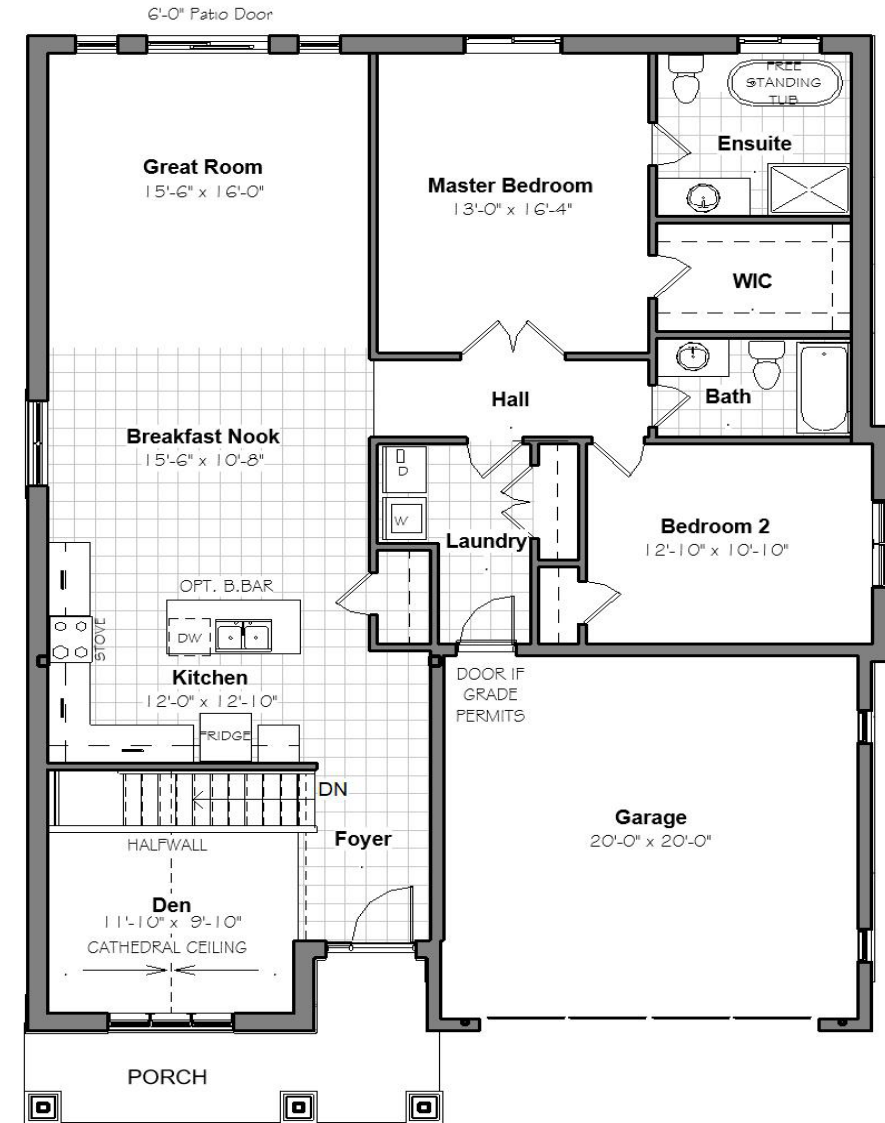 6'-0" Patio Door
FREE
STANDING
TUB
Ensuite
Great Room
15'-6" x 16'-0"
Master Bedroom
13'-0" x 16'-4"
WIC
Hall
Bath
Breakfast Nook
15'-6" x 10'-8"
D
W
Laundry
Bedroom 2
12'-10" x 10'-10"
OPT. B.BAR
STOVE
DW
Kitchen
12'-0" x 12'-10"
FRIDGE
DOOR IF
GRADE
PERMITS
DN
Garage
20'-0" x 20'-0"
HALFWALL
Foyer
Den
11'-10" x 9'-10"
CATHEDRAL CEILING
PORCH